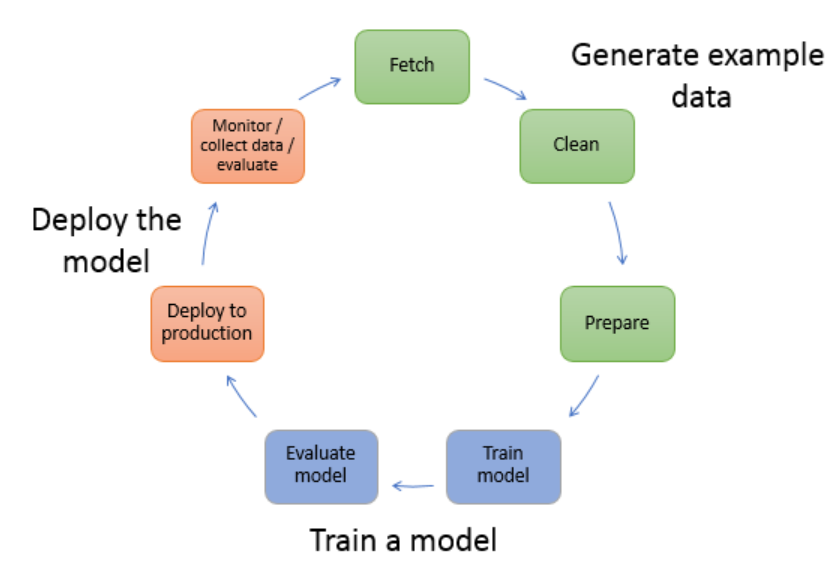 Fetch
Generate example
data
Clean
Prepare
Train
model
Train a model
Evaluate
model
Deploy to
production
Deploy the
model
Monitor /
collect data /
evaluate